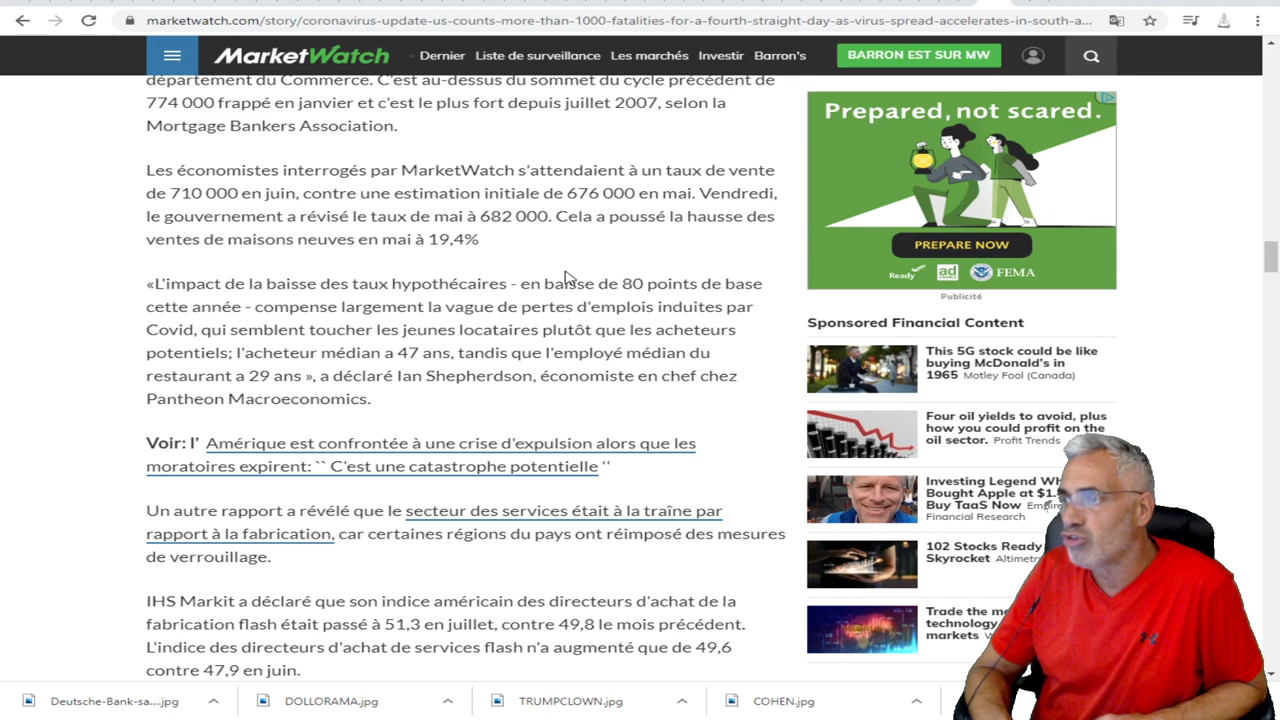 marketwatch.com/story/coronavirus-update-us-counts-more-than-1000-fatalities-for-a-fourth-straight-day-as-virus-spread-accelerates-in-south-a...
MarketWatch
Dernier Liste de surveillance Les marchés Investir Barron's
BARRON EST SUR MW
département du Commerce. C'est au-dessus du sommet du cycle précédent de
774 000 frappé en janvier et c'est le plus fort depuis juillet 2007, selon la
Mortgage Bankers Association.
Les économistes interrogés par MarketWatch s'attendaient à un taux de vente
de 710 000 en juin, contre une estimation initiale de 676 000 en mai. Vendredi,
le gouvernement a révisé le taux de mai à 682 000. Cela a poussé la hausse des
ventes de maisons neuves en mai à 19,4%
«L'impact de la baisse des taux hypothécaires - en baisse de 80 points de base
cette année - compense largement la vague de pertes d'emplois induites par
Covid, qui semblent toucher les jeunes locataires plutôt que les acheteurs
potentiels; l'acheteur médian a 47 ans, tandis que l'employé médian du
restaurant a 29 ans», a déclaré Ian Shepherdson, économiste en chef chez
Pantheon Macroeconomics.
Voir: l' Amérique est confrontée à une crise d'expulsion alors que les
moratoires expirent: `` C'est une catastrophe potentielle ''
Un autre rapport a révélé que le secteur des services était à la traîne par
rapport à la fabrication, car certaines régions du pays ont réimposé des mesures
de verrouillage.
IHS Markit a déclaré que son indice américain des directeurs d'achat de la
fabrication flash était passé à 51,3 en juillet, contre 49,8 le mois précédent.
L'indice des directeurs d'achat de services flash n'a augmenté que de 49,6
contre 47,9 en juin.
Prepared, not scared.
PREPARE NOW
Ready
ad
FEMA
Publicité
Sponsored Financial Content
This 5G stock could be like
buying McDonald's in
1965 Motley Fool (Canada)
Four oil yields to avoid, plus
how you could profit on the
oil sector. Profit Trends
Investing Legend Wh
Bought Apple at $1.
Buy TaaS Now Empire
Financial Research
102 Stocks Ready
Skyrocket Altimetry
Trade the
technology
markets
Deutsche-Bank-sa....jpg
DOLLORAMA.jpg
TRUMPCLOWN.jpg
COHEN.jpg